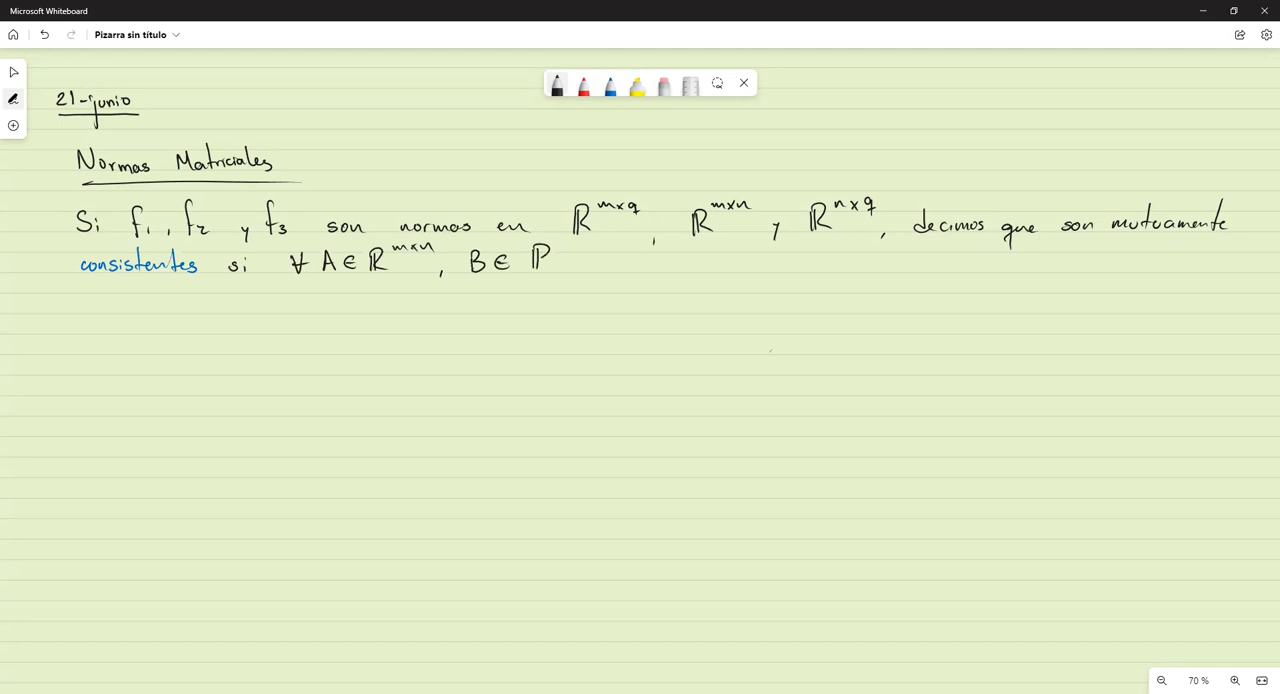 Microsoft Whiteboard
Pizarra sin título
21-junio
Normas Matriciales
Si f₁, f₂ y f₃ son normas en ℝ^{m×q}, ℝ^{m×n} y ℝ^{n×q}, decimos que son mutuamente
consistentes si ∀ A ∈ ℝ^{m×n}, B ∈ ℙ
70 %